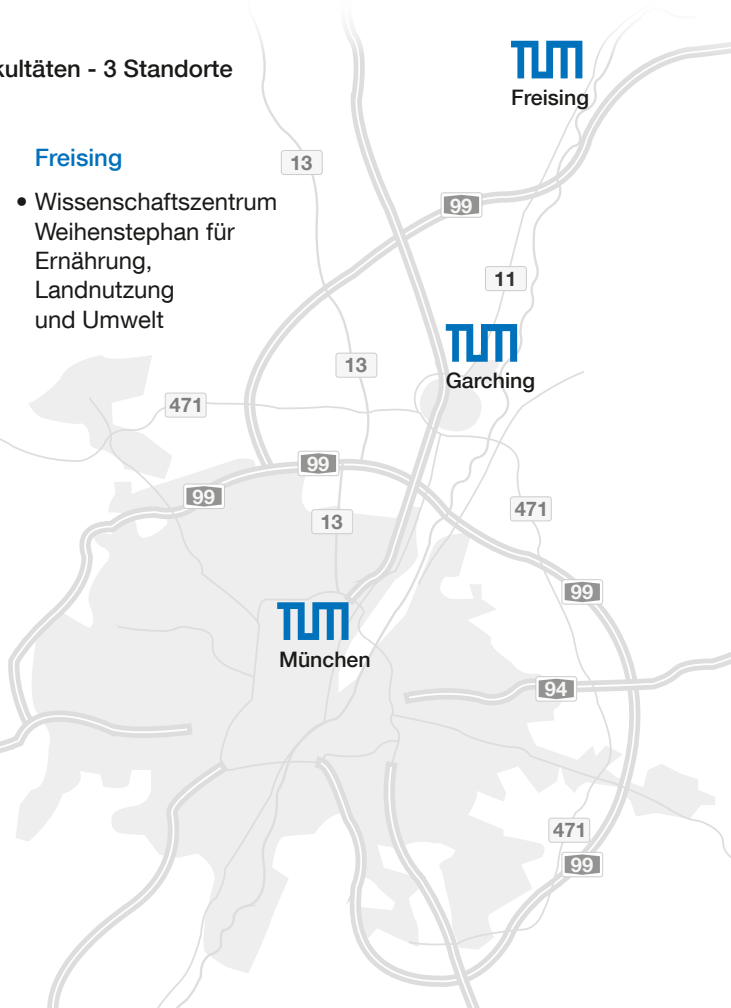 kultäten - 3 Standorte
TUM
Freising
Freising
13
• Wissenschaftszentrum
Weihenstephan für
Ernährung,
Landnutzung
und Umwelt
99
11
TUM
Garching
13
471
99
99
13
471
99
TUM
München
94
471
99